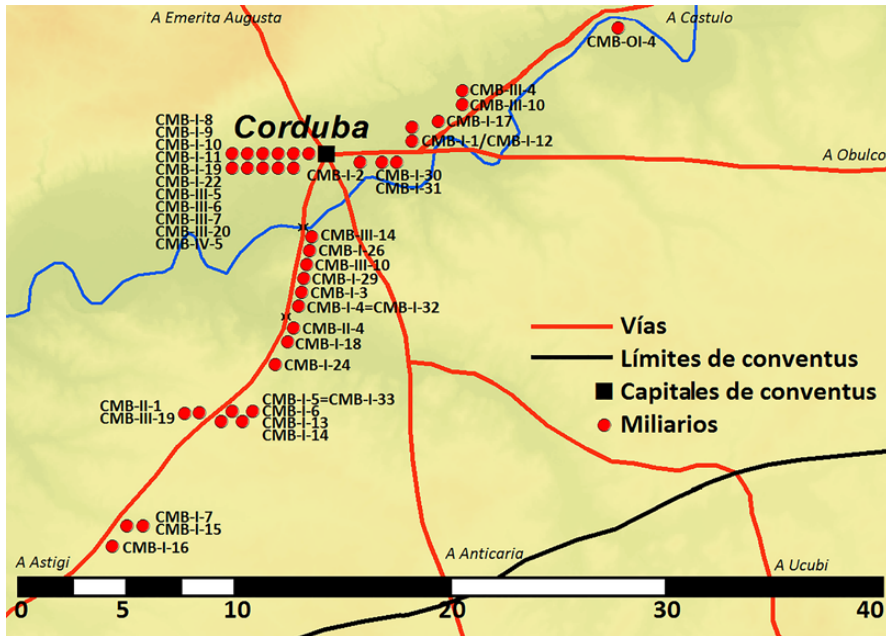 A Emerita Augusta
A Castulo
CMB-OI-4
CMB-III-4
CMB-III-10
CMB-I-17
CMB-I-1/CMB-I-12
Corduba
CMB-I-8
CMB-I-9
CMB-I-10
CMB-I-11
CMB-I-19
CMB-I-22
CMB-III-5
CMB-III-6
CMB-III-7
CMB-III-20
CMB-IV-5
CMB-I-2
CMB-I-30
CMB-I-31
A Obulco
CMB-III-14
CMB-I-26
CMB-III-10
CMB-I-29
CMB-I-3
CMB-I-4=CMB-I-32
CMB-II-4
CMB-I-18
CMB-I-24
Vías
Límites de conventus
Capitales de conventus
Miliarios
CMB-II-1
CMB-III-19
CMB-I-5=CMB-I-33
CMB-I-6
CMB-I-13
CMB-I-14
CMB-I-7
CMB-I-15
CMB-I-16
A Astigi
A Anticaria
A Ucubi
0 5 10 20 30 40